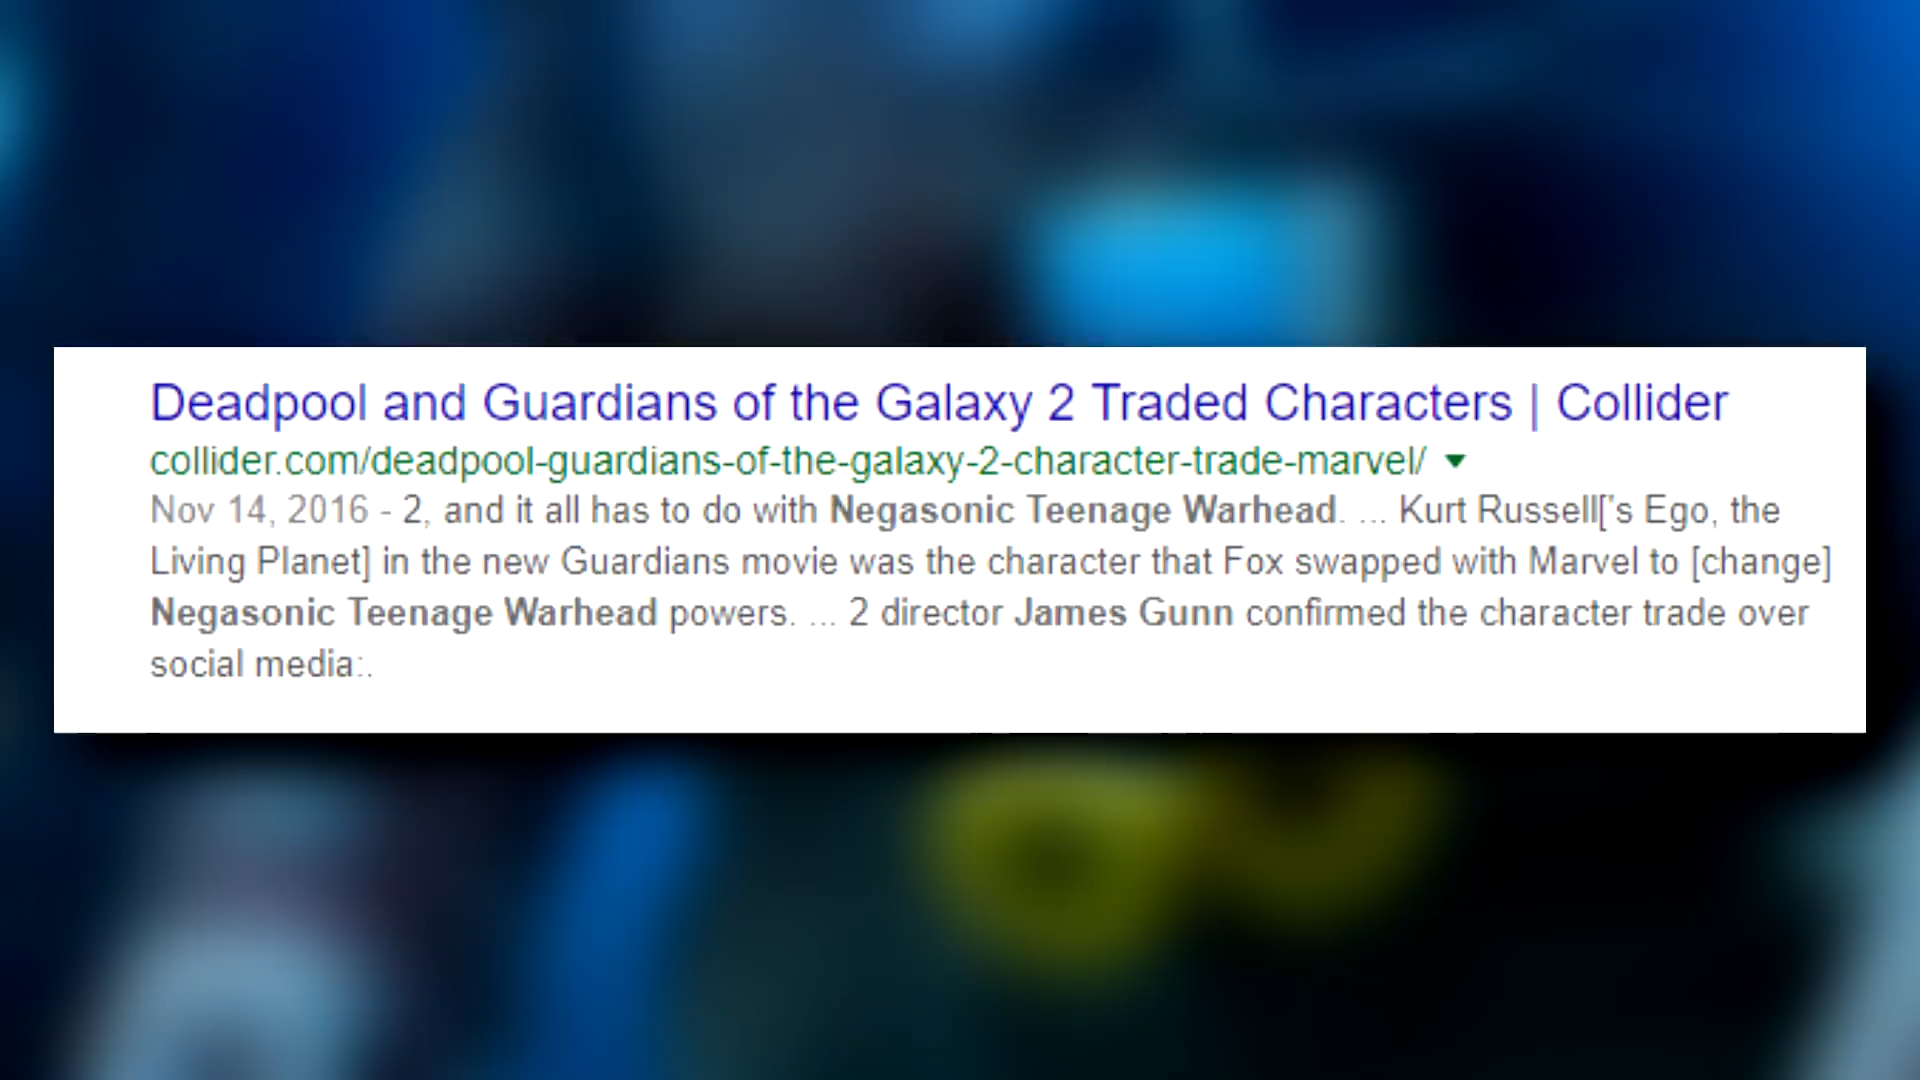 Deadpool and Guardians of the Galaxy 2 Traded Characters | Collider
collider.com/deadpool-guardians-of-the-galaxy-2-character-trade-marvel/
Nov 14, 2016 - 2, and it all has to do with Negasonic Teenage Warhead. ... Kurt Russell['s Ego, the
Living Planet] in the new Guardians movie was the character that Fox swapped with Marvel to [change]
Negasonic Teenage Warhead powers. ... 2 director James Gunn confirmed the character trade over
social media:.